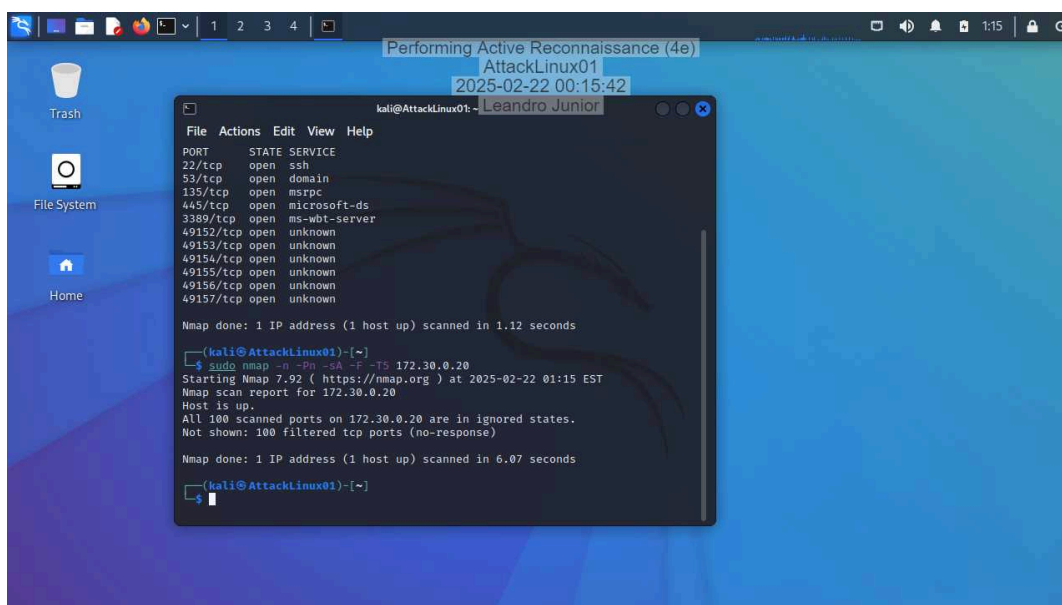 1 2 3 4
1:15
Performing Active Reconnaissance (4e)
AttackLinux01
2025-02-22 00:15:42
Leandro Junior
Trash
File System
Home
kali@AttackLinux01: ~
File Actions Edit View Help
PORT STATE SERVICE
22/tcp open ssh
53/tcp open domain
135/tcp open msrpc
445/tcp open microsoft-ds
3389/tcp open ms-wbt-server
49152/tcp open unknown
49153/tcp open unknown
49154/tcp open unknown
49155/tcp open unknown
49156/tcp open unknown
49157/tcp open unknown
Nmap done: 1 IP address (1 host up) scanned in 1.12 seconds
(kali㉿AttackLinux01)-[~]
$ sudo nmap -n -Pn -sA -F -T5 172.30.0.20
Starting Nmap 7.92 ( https://nmap.org ) at 2025-02-22 01:15 EST
Nmap scan report for 172.30.0.20
Host is up.
All 100 scanned ports on 172.30.0.20 are in ignored states.
Not shown: 100 filtered tcp ports (no-response)
Nmap done: 1 IP address (1 host up) scanned in 6.07 seconds
(kali㉿AttackLinux01)-[~]
$